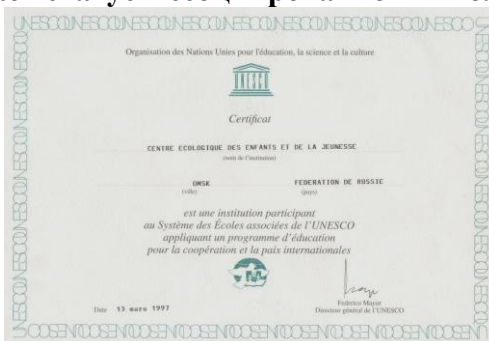 Organisation des Nations Unies pour l'éducation, la science et la culture
UNESCO
Certificat
CENTRE ECOLOGIQUE DES ENFANTS ET DE LA JEUNESSE
(nom de l'institution)
OMSK FEDERATION DE RUSSIE
(ville) (pays)
est une institution participant
au Système des Écoles associées de l'UNESCO
appliquant un programme d'éducation
pour la coopération et la paix internationales
Federico Mayor
Date 13 mars 1997 Directeur général de l'UNESCO